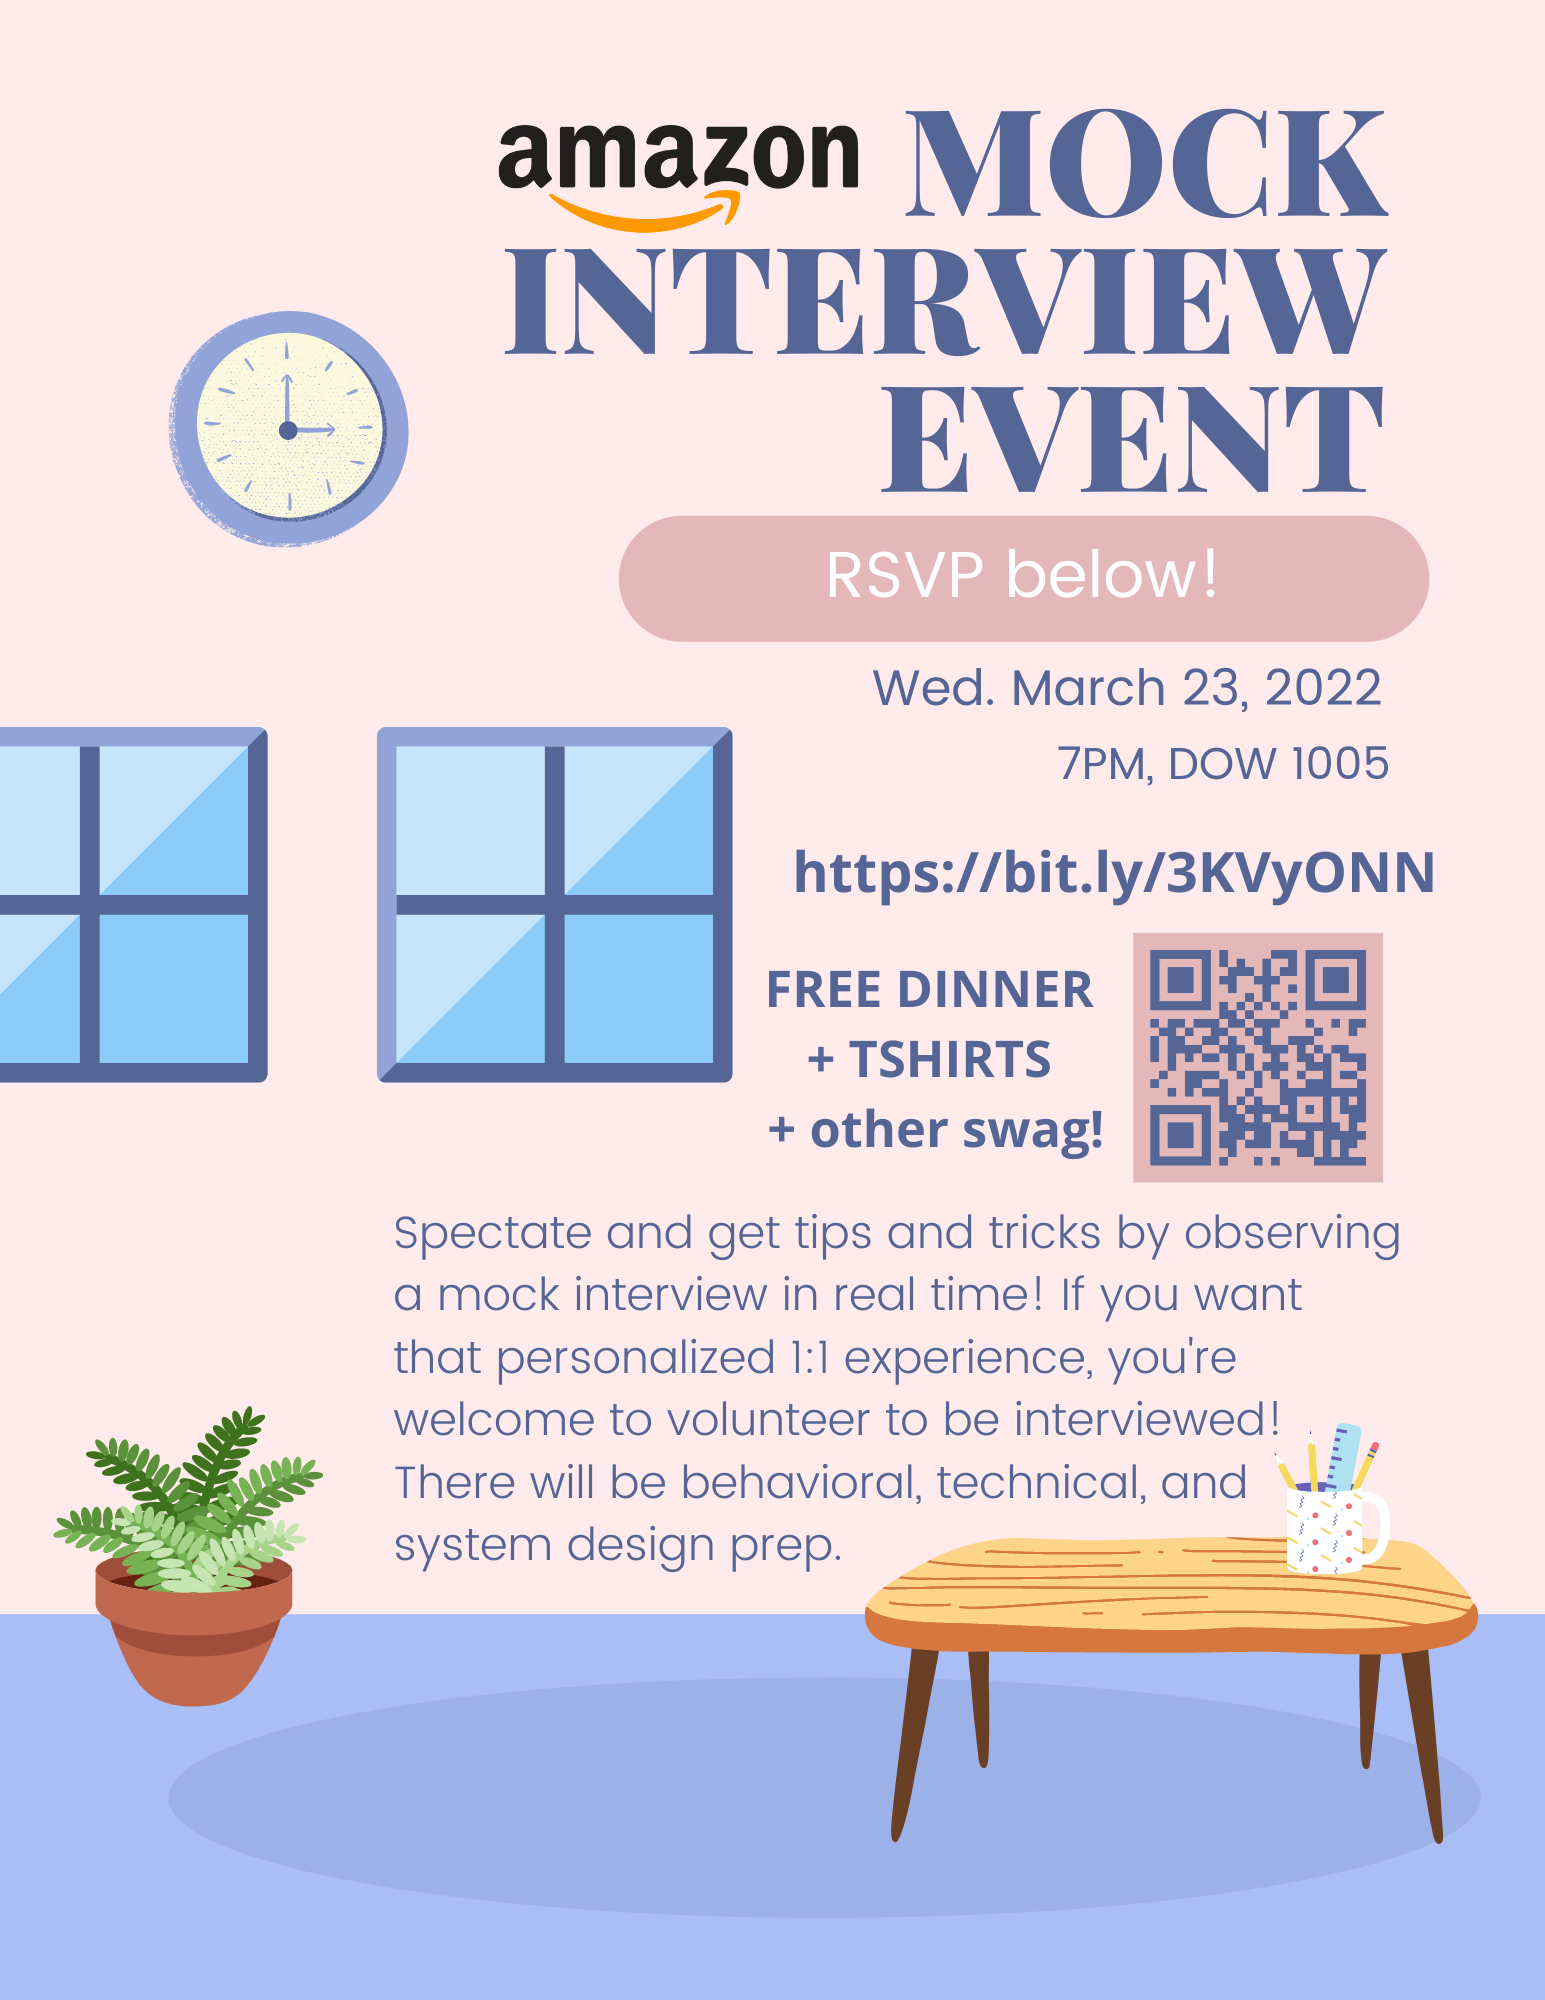 amazon MOCK
INTERVIEW
EVENT
RSVP below!
Wed. March 23, 2022
7PM, DOW 1005
https://bit.ly/3KVyONN
FREE DINNER
+ TSHIRTS
+ other swag!
Spectate and get tips and tricks by observing
a mock interview in real time! If you want
that personalized 1:1 experience, you're
welcome to volunteer to be interviewed!
There will be behavioral, technical, and
system design prep.